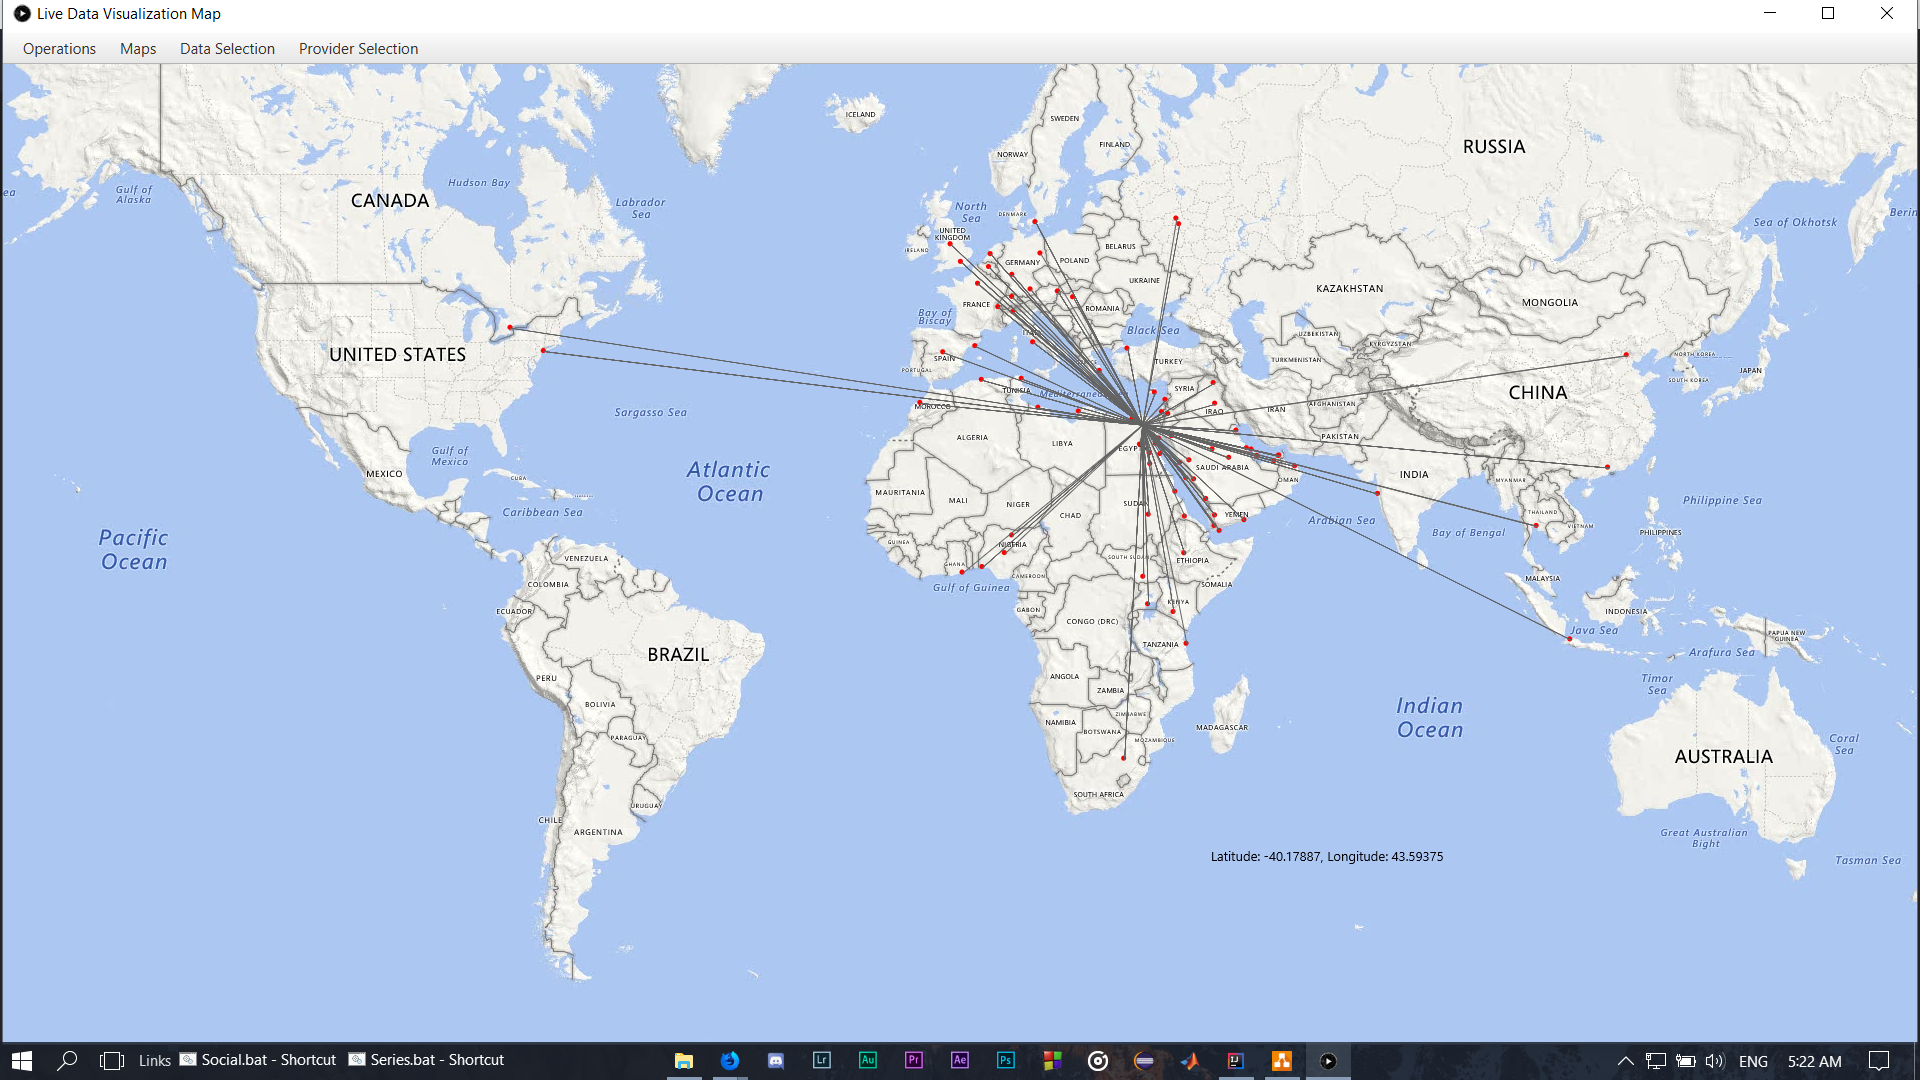 Live Data Visualization Map
Operations Maps Data Selection Provider Selection
ICELAND
SWEDEN
FINLAND
NORWAY
RUSSIA
Gulf of
Alaska
Hudson Bay
CANADA
Labrador
Sea
North
Sea
DENMARK
UNITED
KINGDOM
IRELAND
BELARUS
GERMANY
POLAND
UKRAINE
Sea of Okhotsk
Berin
ea
KAZAKHSTAN
MONGOLIA
FRANCE
ROMANIA
Bay of
Biscay
Black Sea
UZBEKISTAN
KYRGYZSTAN
UNITED STATES
SPAIN
PORTUGAL
TURKEY
TURKMENISTAN
NORTH KOREA
SOUTH KOREA
JAPAN
TUNISIA
Mediterranean
SYRIA
CHINA
Sargasso Sea
MOROCCO
IRAQ
IRAN
AFGHANISTAN
ALGERIA
LIBYA
EGYPT
PAKISTAN
Gulf of
Mexico
MEXICO
Atlantic
Ocean
SAUDI ARABIA
INDIA
CUBA
OMAN
MYANMAR
MAURITANIA
MALI
NIGER
CHAD
SUDAN
YEMEN
Caribbean Sea
Arabian Sea
Bay of Bengal
THAILAND
VIETNAM
Philippine Sea
PHILIPPINES
Pacific
Ocean
GUINEA
NIGERIA
VENEZUELA
GHANA
SOUTH SUDAN
ETHIOPIA
COLOMBIA
CAMEROON
SOMALIA
MALAYSIA
Gulf of Guinea
ECUADOR
GABON
KENYA
INDONESIA
CONGO (DRC)
Java Sea
PAPUA NEW
GUINEA
BRAZIL
TANZANIA
Arafura Sea
PERU
ANGOLA
Timor
Sea
ZAMBIA
BOLIVIA
ZIMBABWE
Indian
Ocean
NAMIBIA
MADAGASCAR
BOTSWANA
MOZAMBIQUE
PARAGUAY
Coral
Sea
AUSTRALIA
SOUTH AFRICA
URUGUAY
CHILE
ARGENTINA
Great Australian
Bight
Latitude: -40.17887, Longitude: 43.59375
Tasman Sea
Links Social.bat - Shortcut Series.bat - Shortcut Lr Au Pr Ae Ps IJ ENG 5:22 AM